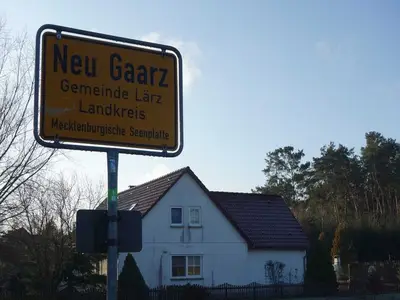 Neu Gaarz
Gemeinde Lärz
Landkreis
Mecklenburgische Seenplatte